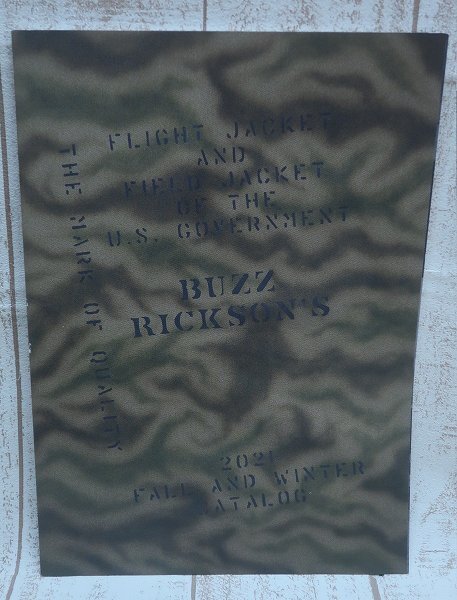 FLIGHT JACKET
AND
FIELD JACKET
OF THE
U.S. GOVERNMENT
THE MARK OF QUALITY
BUZZ
RICKSON'S
2021
FALL AND WINTER
CATALOG